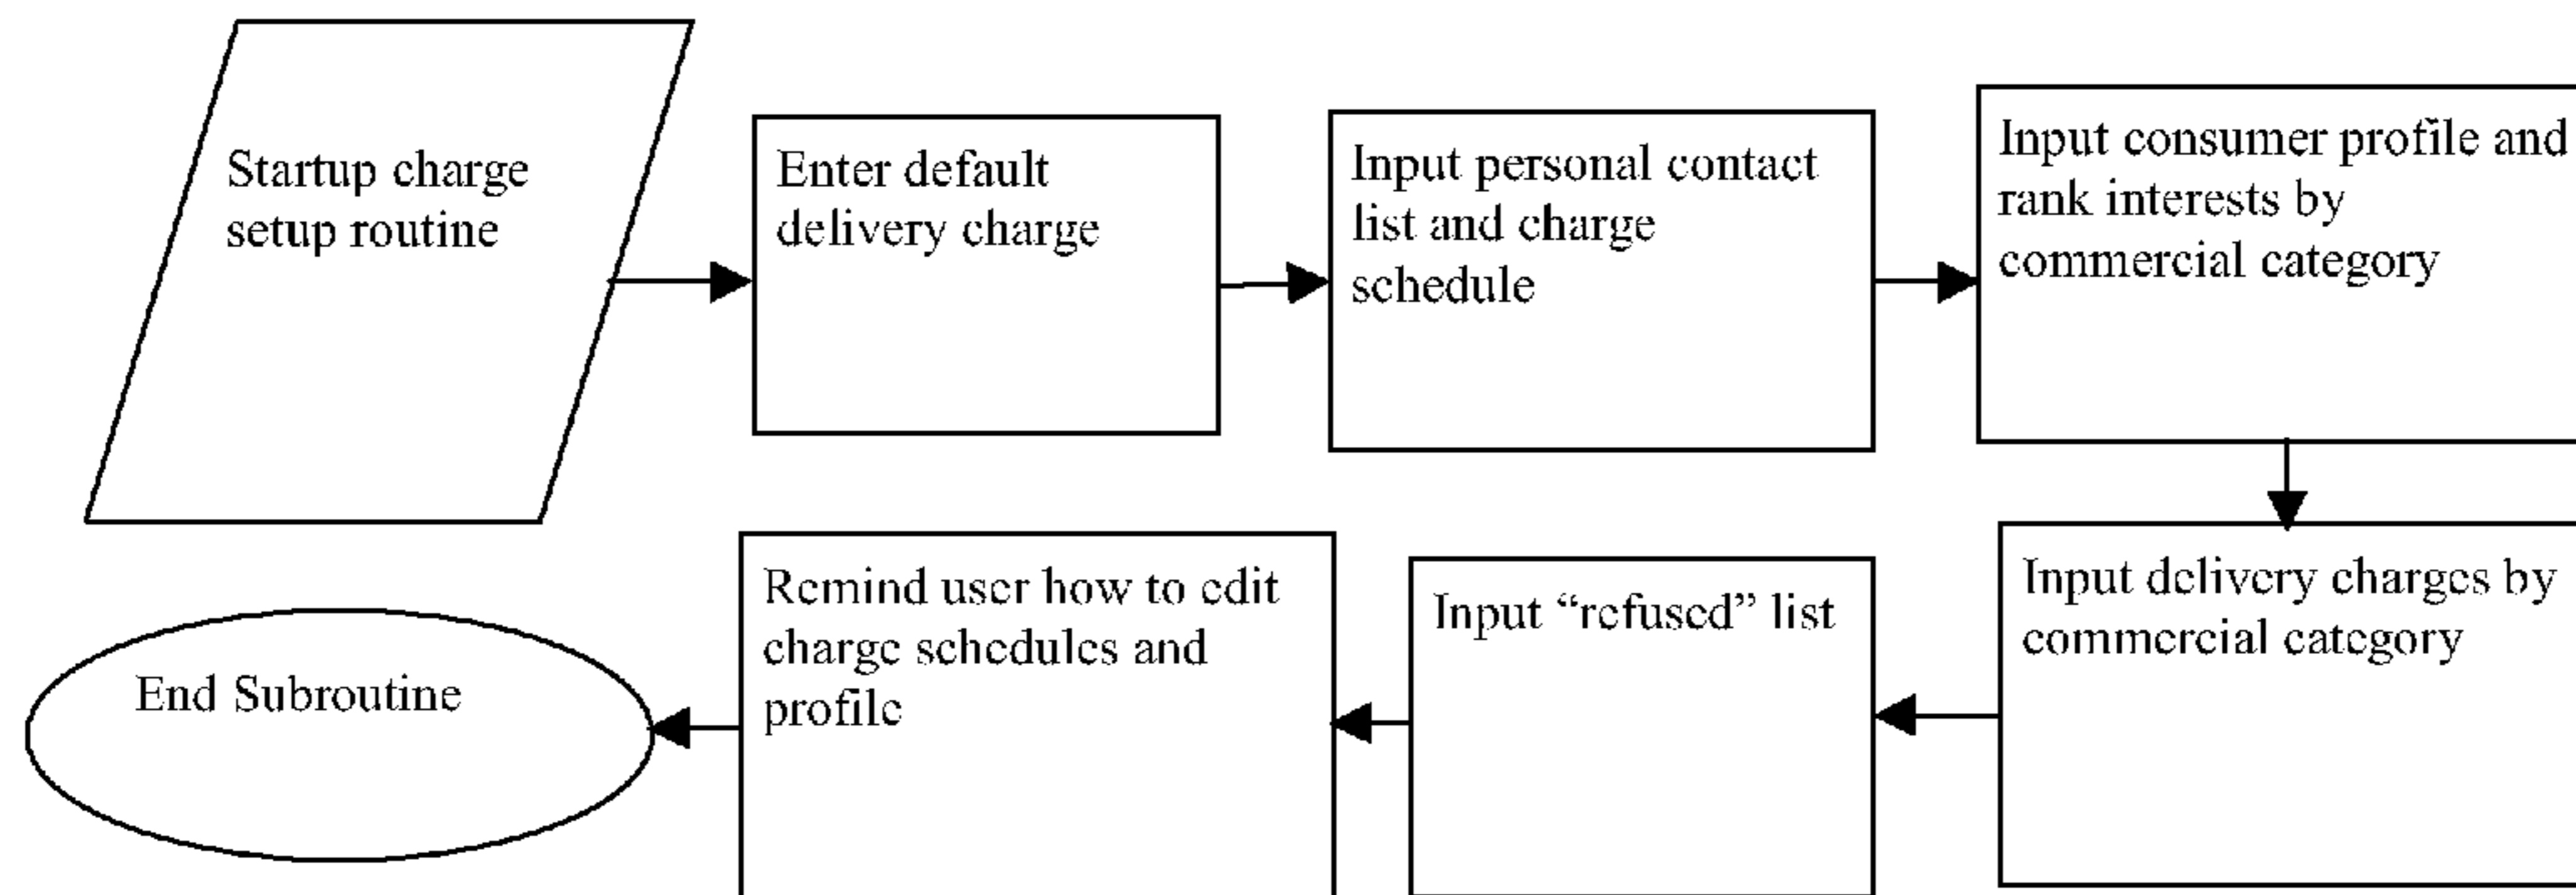 Startup charge
setup routine
Enter default
delivery charge
Input personal contact
list and charge
schedule
Input consumer profile and
rank interests by
commercial category
Input delivery charges by
commercial category
Input “refused” list
Remind user how to edit
charge schedules and
profile
End Subroutine